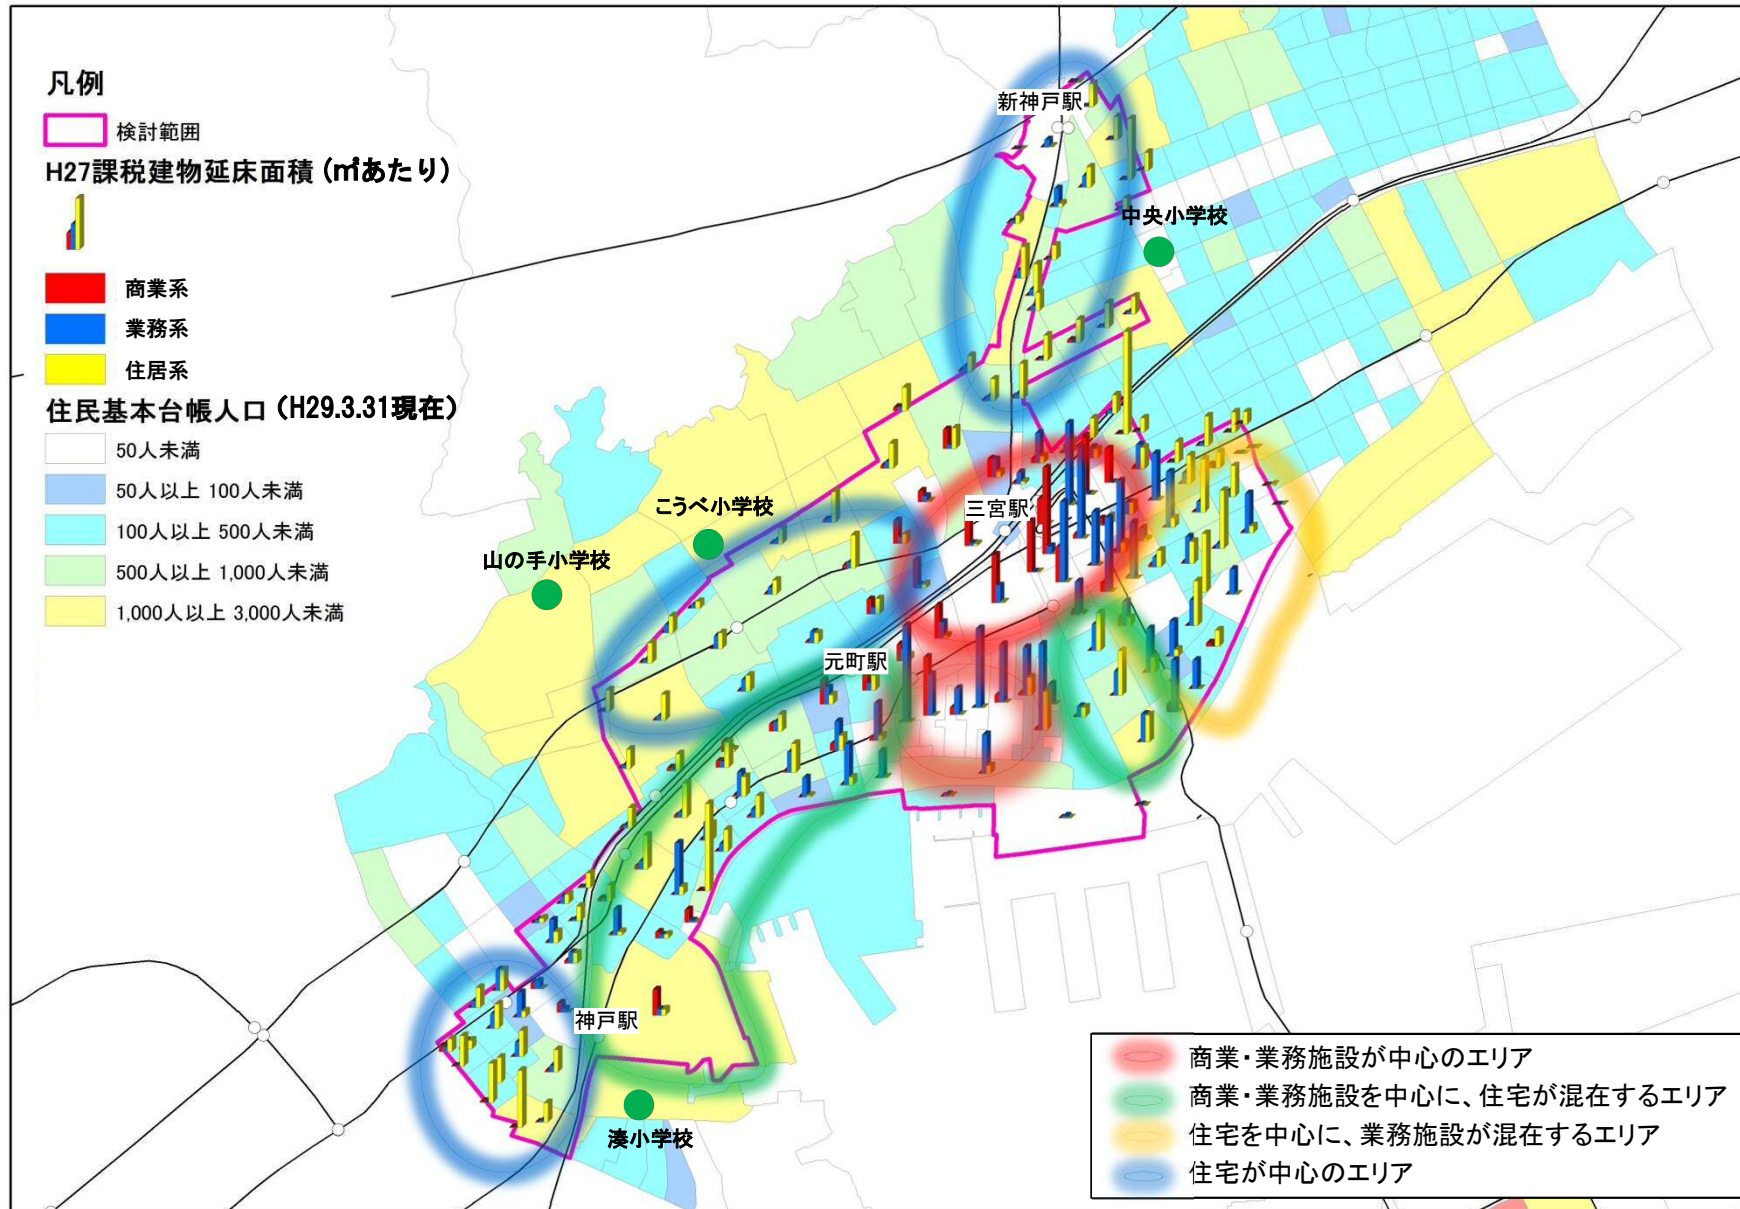 凡例
検討範囲
H27課税建物延床面積 (㎡あたり)
商業系
業務系
住居系
住民基本台帳人口 (H29.3.31現在)
50人未満
50人以上 100人未満
100人以上 500人未満
500人以上 1,000人未満
1,000人以上 3,000人未満
新神戸駅
中央小学校
こうべ小学校
三宮駅
山の手小学校
元町駅
神戸駅
湊小学校
商業・業務施設が中心のエリア
商業・業務施設を中心に、住宅が混在するエリア
住宅を中心に、業務施設が混在するエリア
住宅が中心のエリア